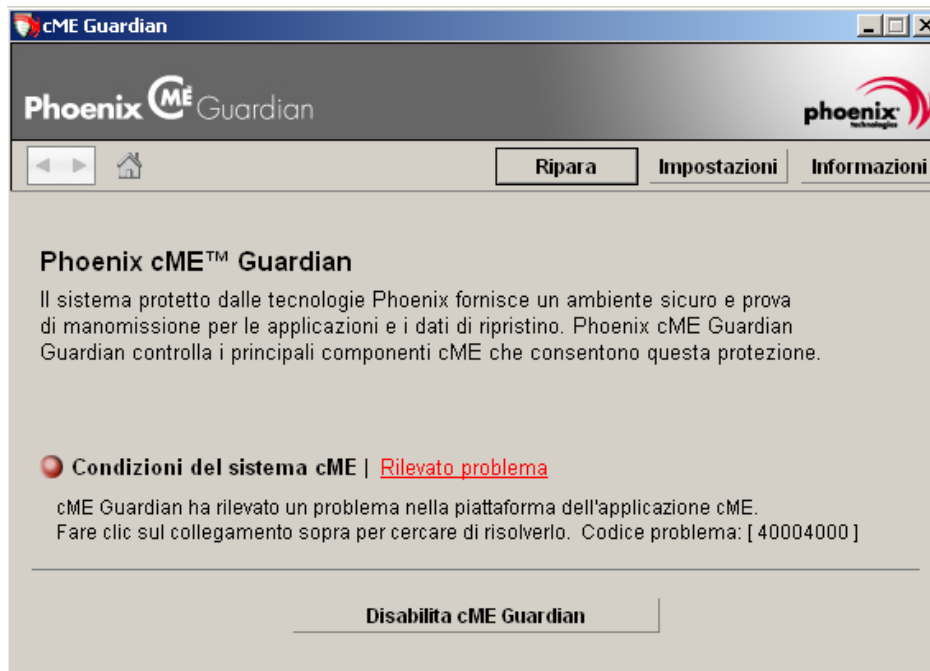 cME Guardian
Phoenix cME Guardian
phoenix
technologies
Ripara
Impostazioni
Informazioni
Phoenix cME™ Guardian
Il sistema protetto dalle tecnologie Phoenix fornisce un ambiente sicuro e prova
di manomissione per le applicazioni e i dati di ripristino. Phoenix cME Guardian
Guardian controlla i principali componenti cME che consentono questa protezione.
Condizioni del sistema cME | Rilevato problema
cME Guardian ha rilevato un problema nella piattaforma dell'applicazione cME.
Fare clic sul collegamento sopra per cercare di risolverlo. Codice problema: [ 40004000 ]
Disabilita cME Guardian